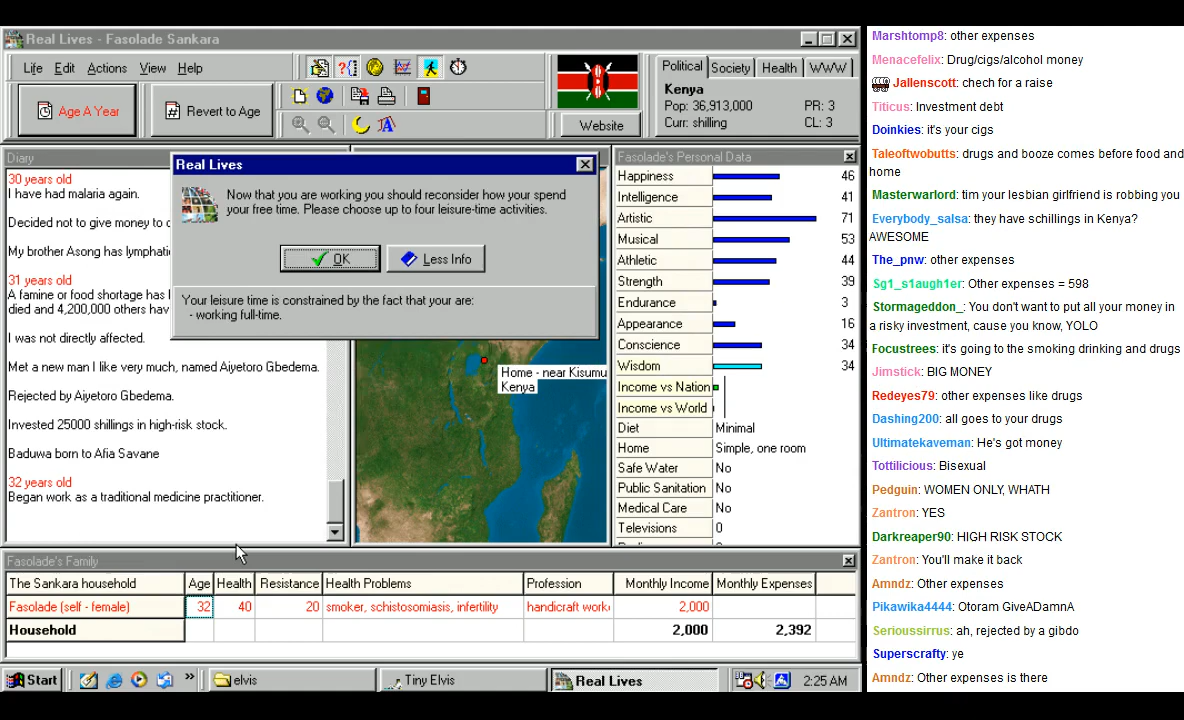 Real Lives - Fasolade Sankara
Life Edit Actions View Help
Age A Year
Revert to Age
Website
Political Society Health WWW
Kenya
Pop: 36,913,000 PR: 3
Curr: shilling CL: 3
Diary
30 years old
I have had malaria again.
Decided not to give money to
My brother Asong has lymphati
31 years old
A famine or food shortage has
died and 4,200,000 others hav
I was not directly affected.
Met a new man I like very much, named Aiyetoro Gbedema.
Rejected by Aiyetoro Gbedema.
Invested 25000 shillings in high-risk stock.
Baduwa born to Afia Savane
32 years old
Began work as a traditional medicine practitioner.
Real Lives
Now that you are working you should reconsider how your spend
your free time. Please choose up to four leisure-time activities.
OK
Less Info
Your leisure time is constrained by the fact that your are:
- working full-time.
Home - near Kisumu
Kenya
Fasolade's Personal Data
Happiness 46
Intelligence 41
Artistic 71
Musical 53
Athletic 44
Strength 39
Endurance 3
Appearance 16
Conscience 34
Wisdom 34
Income vs Nation
Income vs World
Diet Minimal
Home Simple, one room
Safe Water No
Public Sanitation No
Medical Care No
Televisions 0
Fasolade's Family
The Sankara household Age Health Resistance Health Problems Profession Monthly Income Monthly Expenses
Fasolade (self - female) 32 40 20 smoker, schistosomiasis, infertility handicraft work 2,000
Household 2,000 2,392
Start
»
elvis
Tiny Elvis
Real Lives
2:25 AM
Marshtomp8: other expenses
Menacefelix: Drug/cigs/alcohol money
Jallenscott: chech for a raise
Titicus: Investment debt
Doinkies: it's your cigs
Taleoftwobutts: drugs and booze comes before food and
home
Masterwarlord: tim your lesbian girlfriend is robbing you
Everybody_salsa: they have schillings in Kenya?
AWESOME
The_pnw: other expenses
Sg1_s1augh1er: Other expenses = 598
Stormageddon_: You don't want to put all your money in
a risky investment, cause you know, YOLO
Focustrees: it's going to the smoking drinking and drugs
Jimstick: BIG MONEY
Redeyes79: other expenses like drugs
Dashing200: all goes to your drugs
Ultimatekaveman: He's got money
Tottilicious: Bisexual
Pedguin: WOMEN ONLY, WHATH
Zantron: YES
Darkreaper90: HIGH RISK STOCK
Zantron: You'll make it back
Amndz: Other expenses
Pikawika4444: Otoram GiveADamnA
Serioussirrus: ah, rejected by a gibdo
Superscrafty: ye
Amndz: Other expenses is there